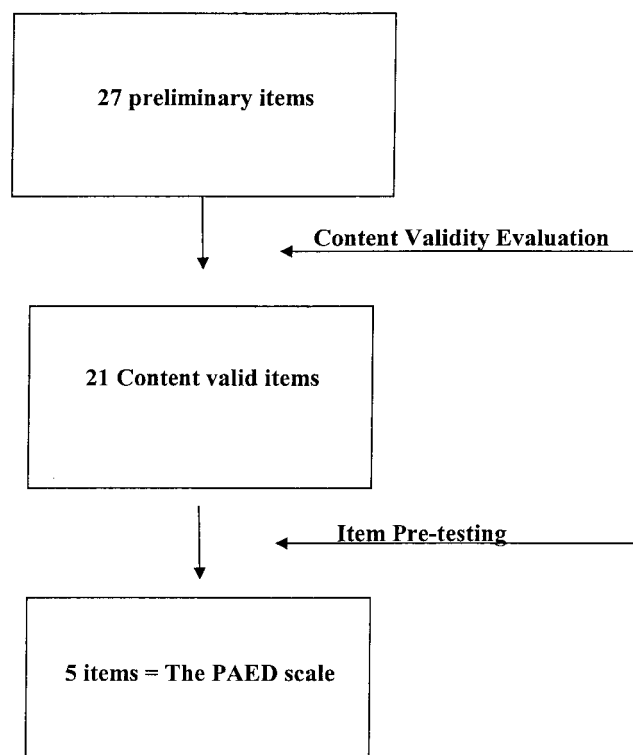 27 preliminary items
Content Validity Evaluation
21 Content valid items
Item Pre-testing
5 items = The PAED scale